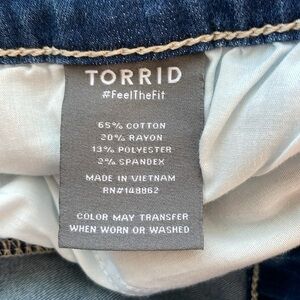 TORRID
#FeelTheFit
65% COTTON
20% RAYON
13% POLYESTER
2% SPANDEX
MADE IN VIETNAM
RN#148862
COLOR MAY TRANSFER
WHEN WORN OR WASHED